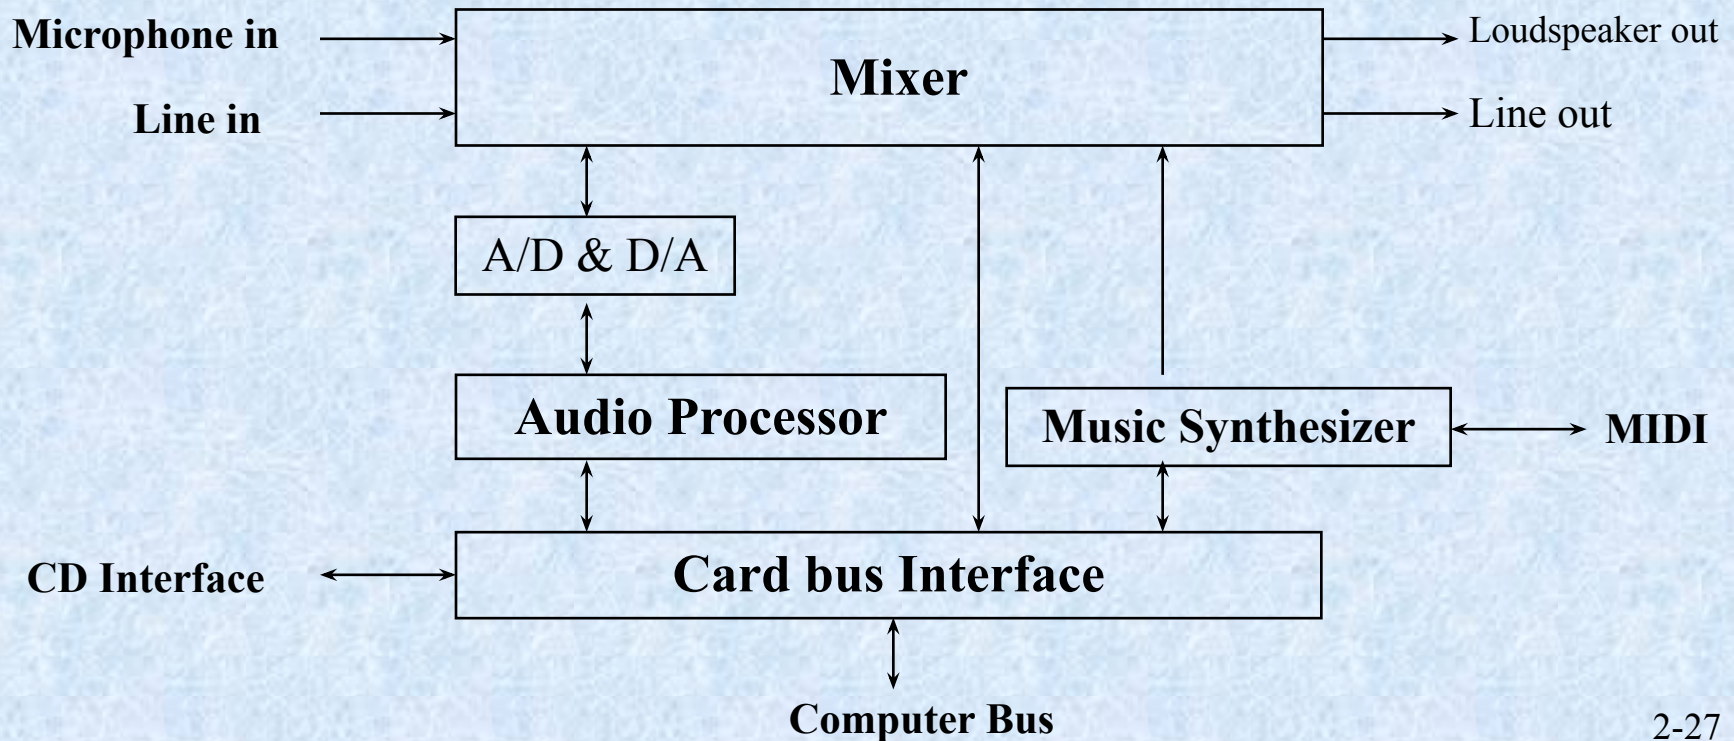 Microphone in
Loudspeaker out
Mixer
Line in
Line out
A/D & D/A
Audio Processor
Music Synthesizer
MIDI
CD Interface
Card bus Interface
Computer Bus
2-27